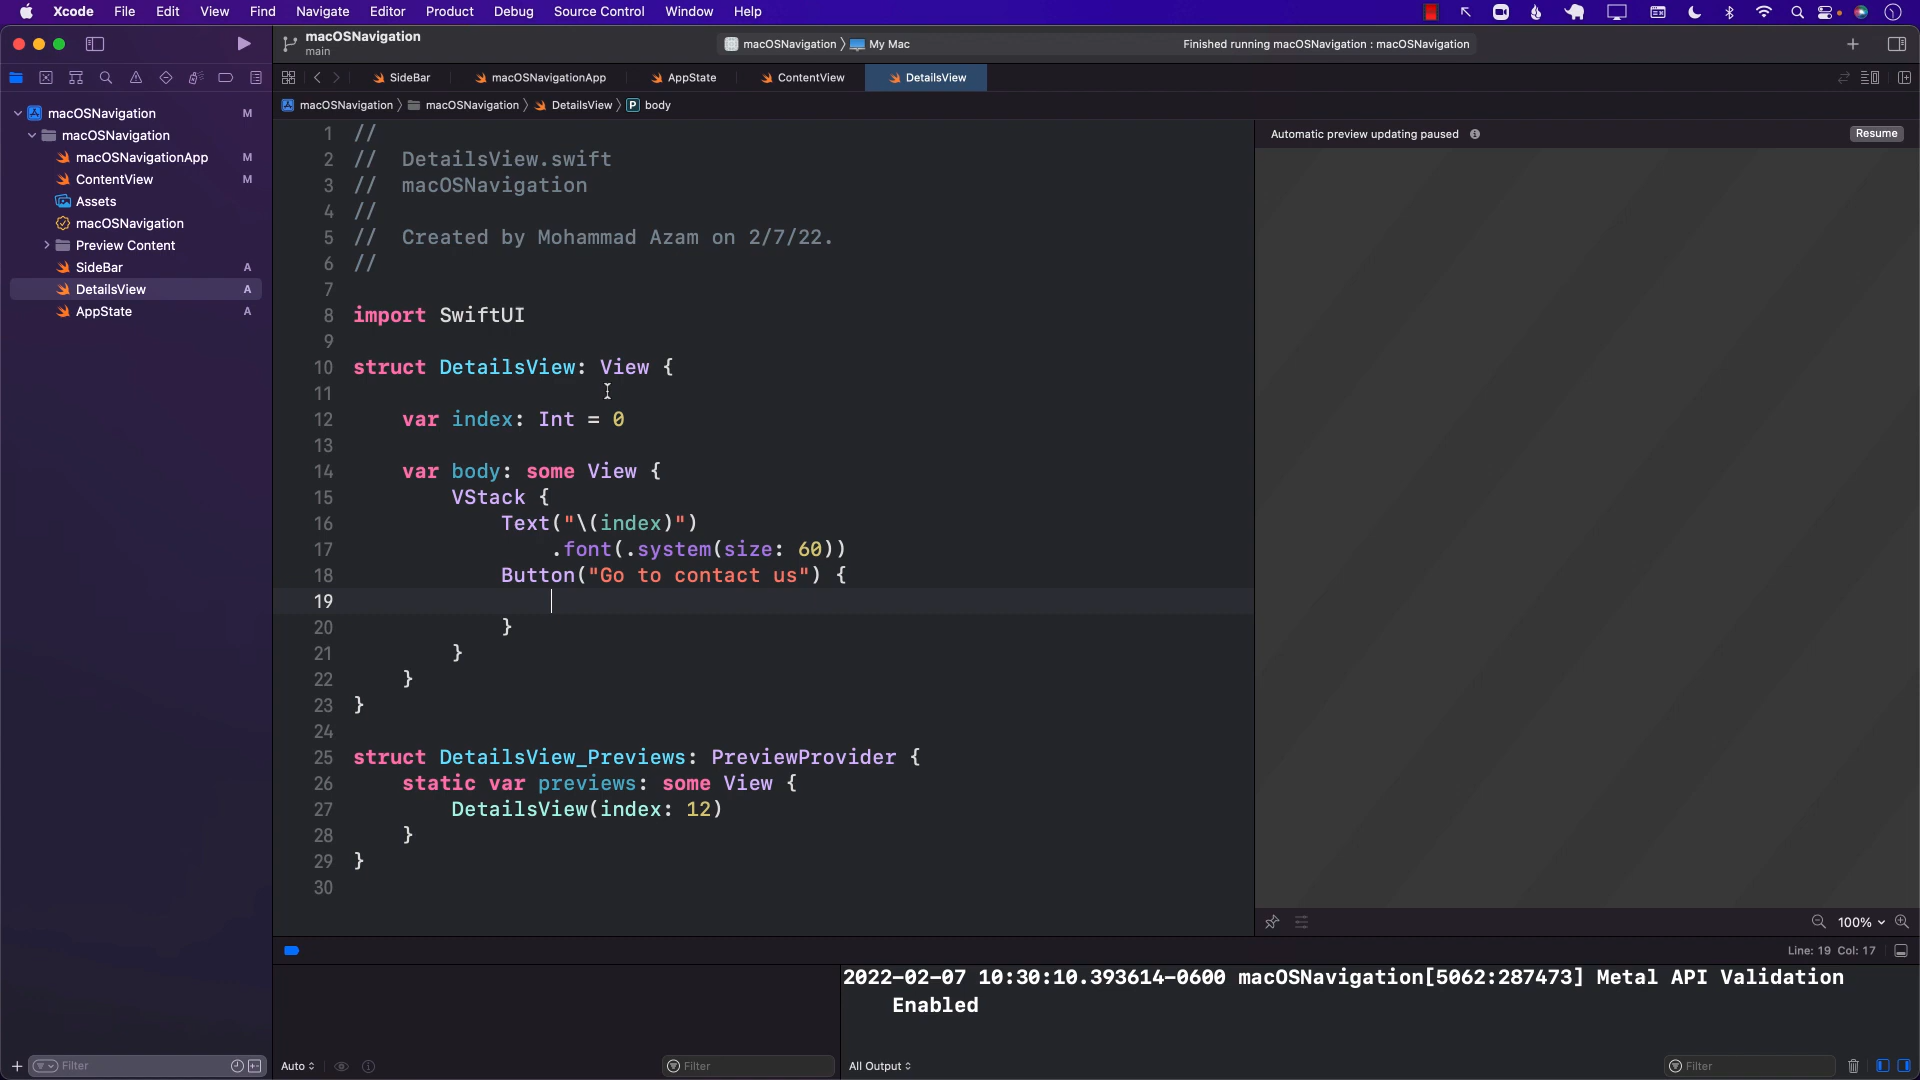 Xcode File Edit View Find Navigate Editor Product Debug Source Control Window Help
macOSNavigation
main
macOSNavigation My Mac
Finished running macOSNavigation : macOSNavigation
SideBar macOSNavigationApp AppState ContentView DetailsView
macOSNavigation macOSNavigation DetailsView P body
macOSNavigation M
macOSNavigation
macOSNavigationApp M
ContentView M
Assets
macOSNavigation
Preview Content
SideBar A
DetailsView A
AppState A
1 //
2 // DetailsView.swift
3 // macOSNavigation
4 //
5 // Created by Mohammad Azam on 2/7/22.
6 //
7
8 import SwiftUI
9
10 struct DetailsView: View {
11
12 var index: Int = 0
13
14 var body: some View {
15 VStack {
16 Text("\(index)")
17 .font(.system(size: 60))
18 Button("Go to contact us") {
19
20 }
21 }
22 }
23 }
24
25 struct DetailsView_Previews: PreviewProvider {
26 static var previews: some View {
27 DetailsView(index: 12)
28 }
29 }
30
Automatic preview updating paused
Resume
100%
Line: 19 Col: 17
2022-02-07 10:30:10.393614-0600 macOSNavigation[5062:287473] Metal API Validation
Enabled
Filter
Auto
Filter
All Output
Filter